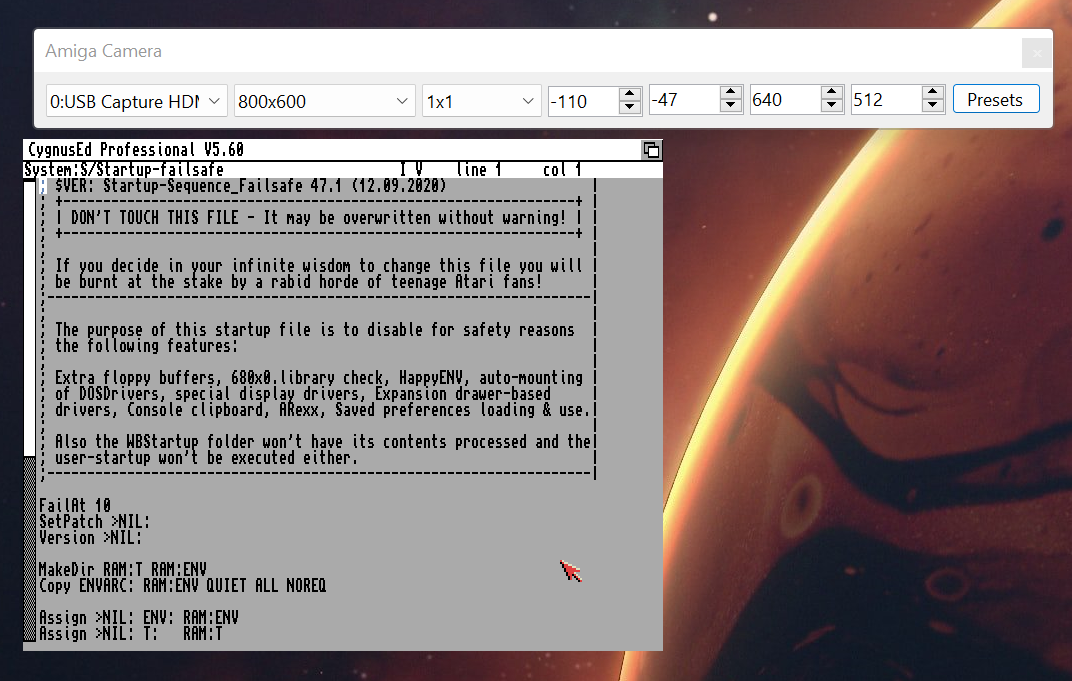 Amiga Camera
0:USB Capture HDM 800x600 1x1 -110 -47 640 512 Presets
CygnusEd Professional V5.60
System:S/Startup-failsafe I V line 1 col 1
; $VER: Startup-Sequence_Failsafe 47.1 (12.09.2020) |
; +-----------------------------------------------------------------+ |
; | DON'T TOUCH THIS FILE - It may be overwritten without warning! | |
; +-----------------------------------------------------------------+ |
; |
; If you decide in your infinite wisdom to change this file you will |
; be burnt at the stake by a rabid horde of teenage Atari fans! |
;--------------------------------------------------------------------|
; |
; The purpose of this startup file is to disable for safety reasons |
; the following features: |
; |
; Extra floppy buffers, 680x0.library check, HappyENV, auto-mounting |
; of DOSDrivers, special display drivers, Expansion drawer-based |
; drivers, Console clipboard, ARexx, Saved preferences loading & use.|
; |
; Also the WBStartup folder won't have its contents processed and the|
; user-startup won't be executed either. |
;--------------------------------------------------------------------|
FailAt 10
SetPatch >NIL:
Version >NIL:
MakeDir RAM:T RAM:ENV
Copy ENVARC: RAM:ENV QUIET ALL NOREQ
Assign >NIL: ENV: RAM:ENV
Assign >NIL: T: RAM:T